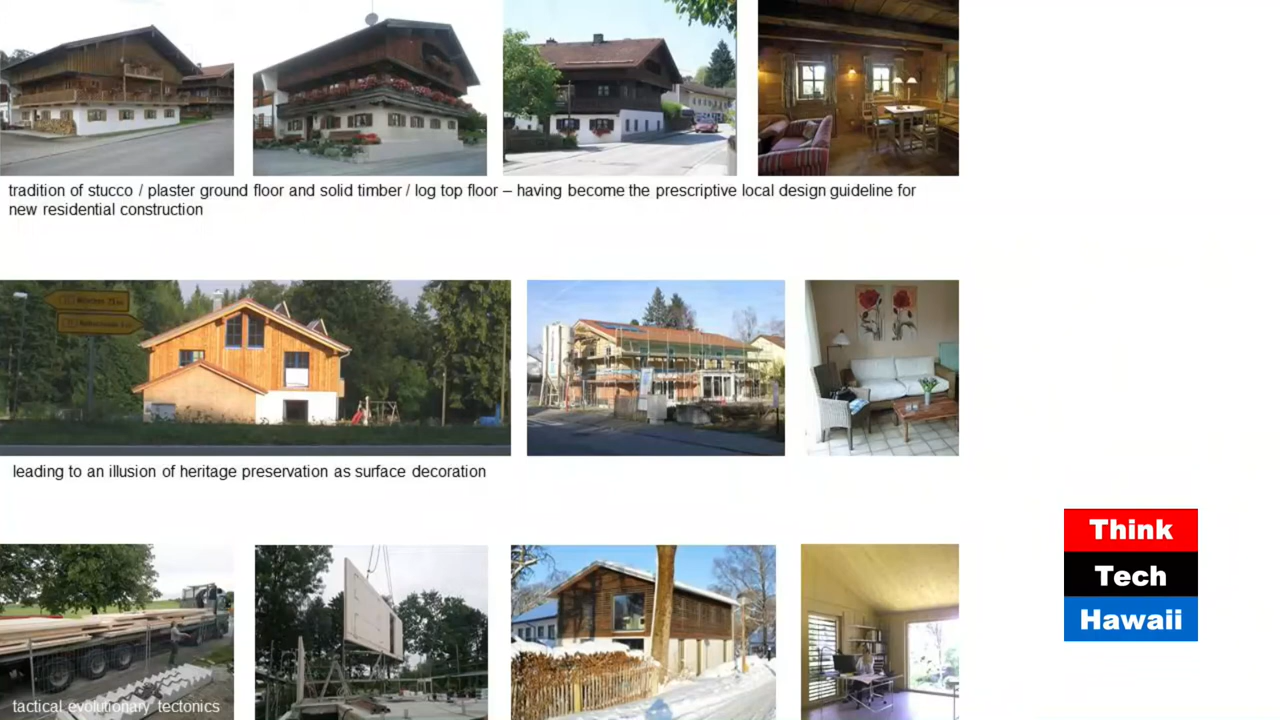 tradition of stucco / plaster ground floor and solid timber / log top floor – having become the prescriptive local design guideline for
new residential construction
leading to an illusion of heritage preservation as surface decoration
Think
Tech
Hawaii
tactical evolutionary tectonics